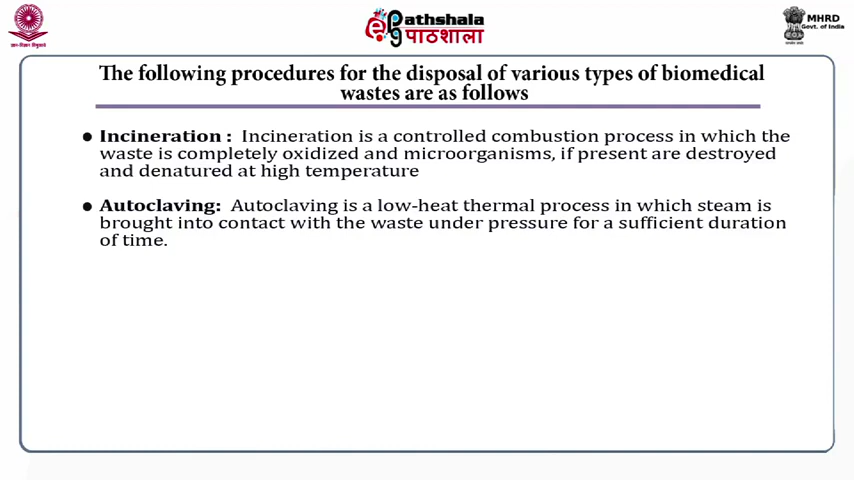 Pathshala
पाठशाला
MHRD
Govt. of India
The following procedures for the disposal of various types of biomedical
wastes are as follows
● Incineration : Incineration is a controlled combustion process in which the
waste is completely oxidized and microorganisms, if present are destroyed
and denatured at high temperature
● Autoclaving: Autoclaving is a low-heat thermal process in which steam is
brought into contact with the waste under pressure for a sufficient duration
of time.